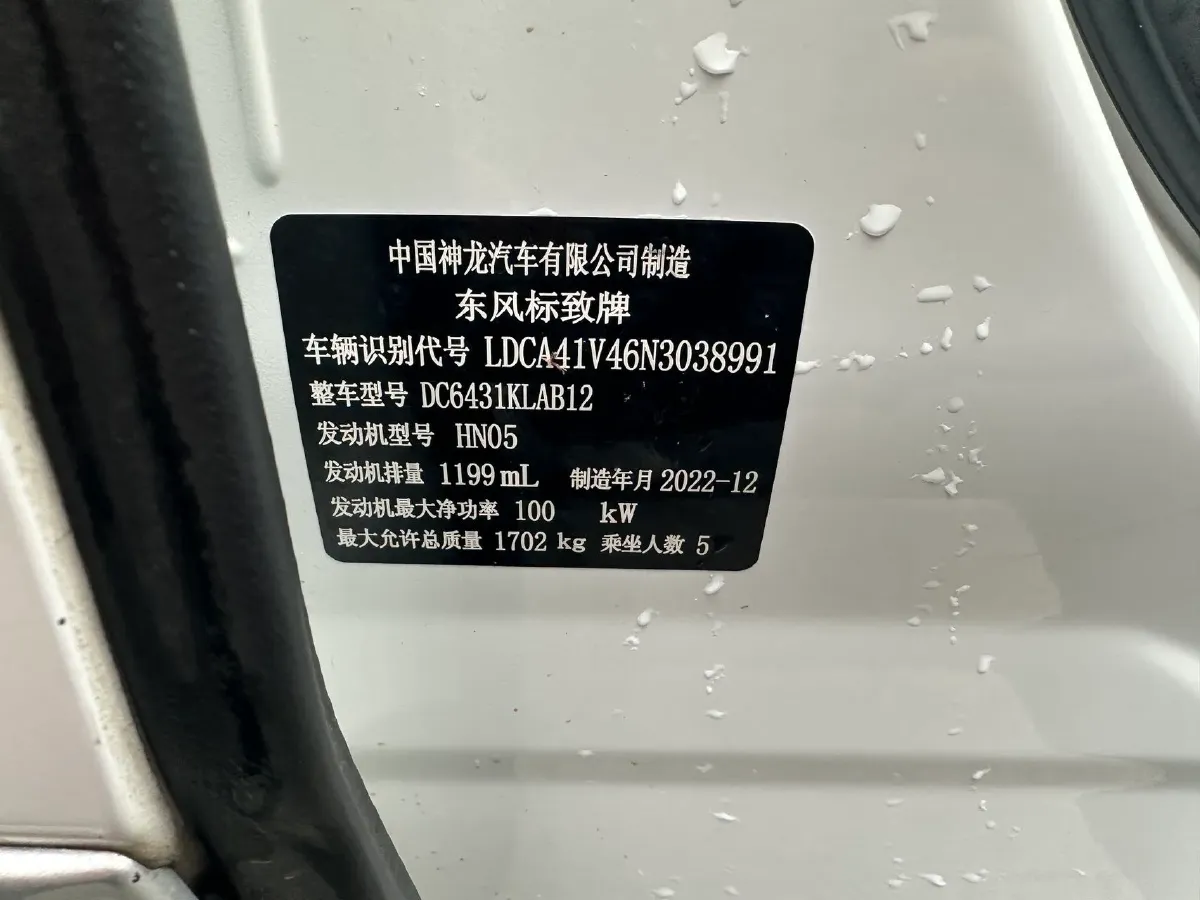 中国神龙汽车有限公司制造
东风标致牌
车辆识别代号 LDCA41V46N3038991
整车型号 DC6431KLAB12
发动机型号 HN05
发动机排量 1199mL 制造年月 2022-12
发动机最大净功率 100 kW
最大允许总质量 1702 kg 乘坐人数 5